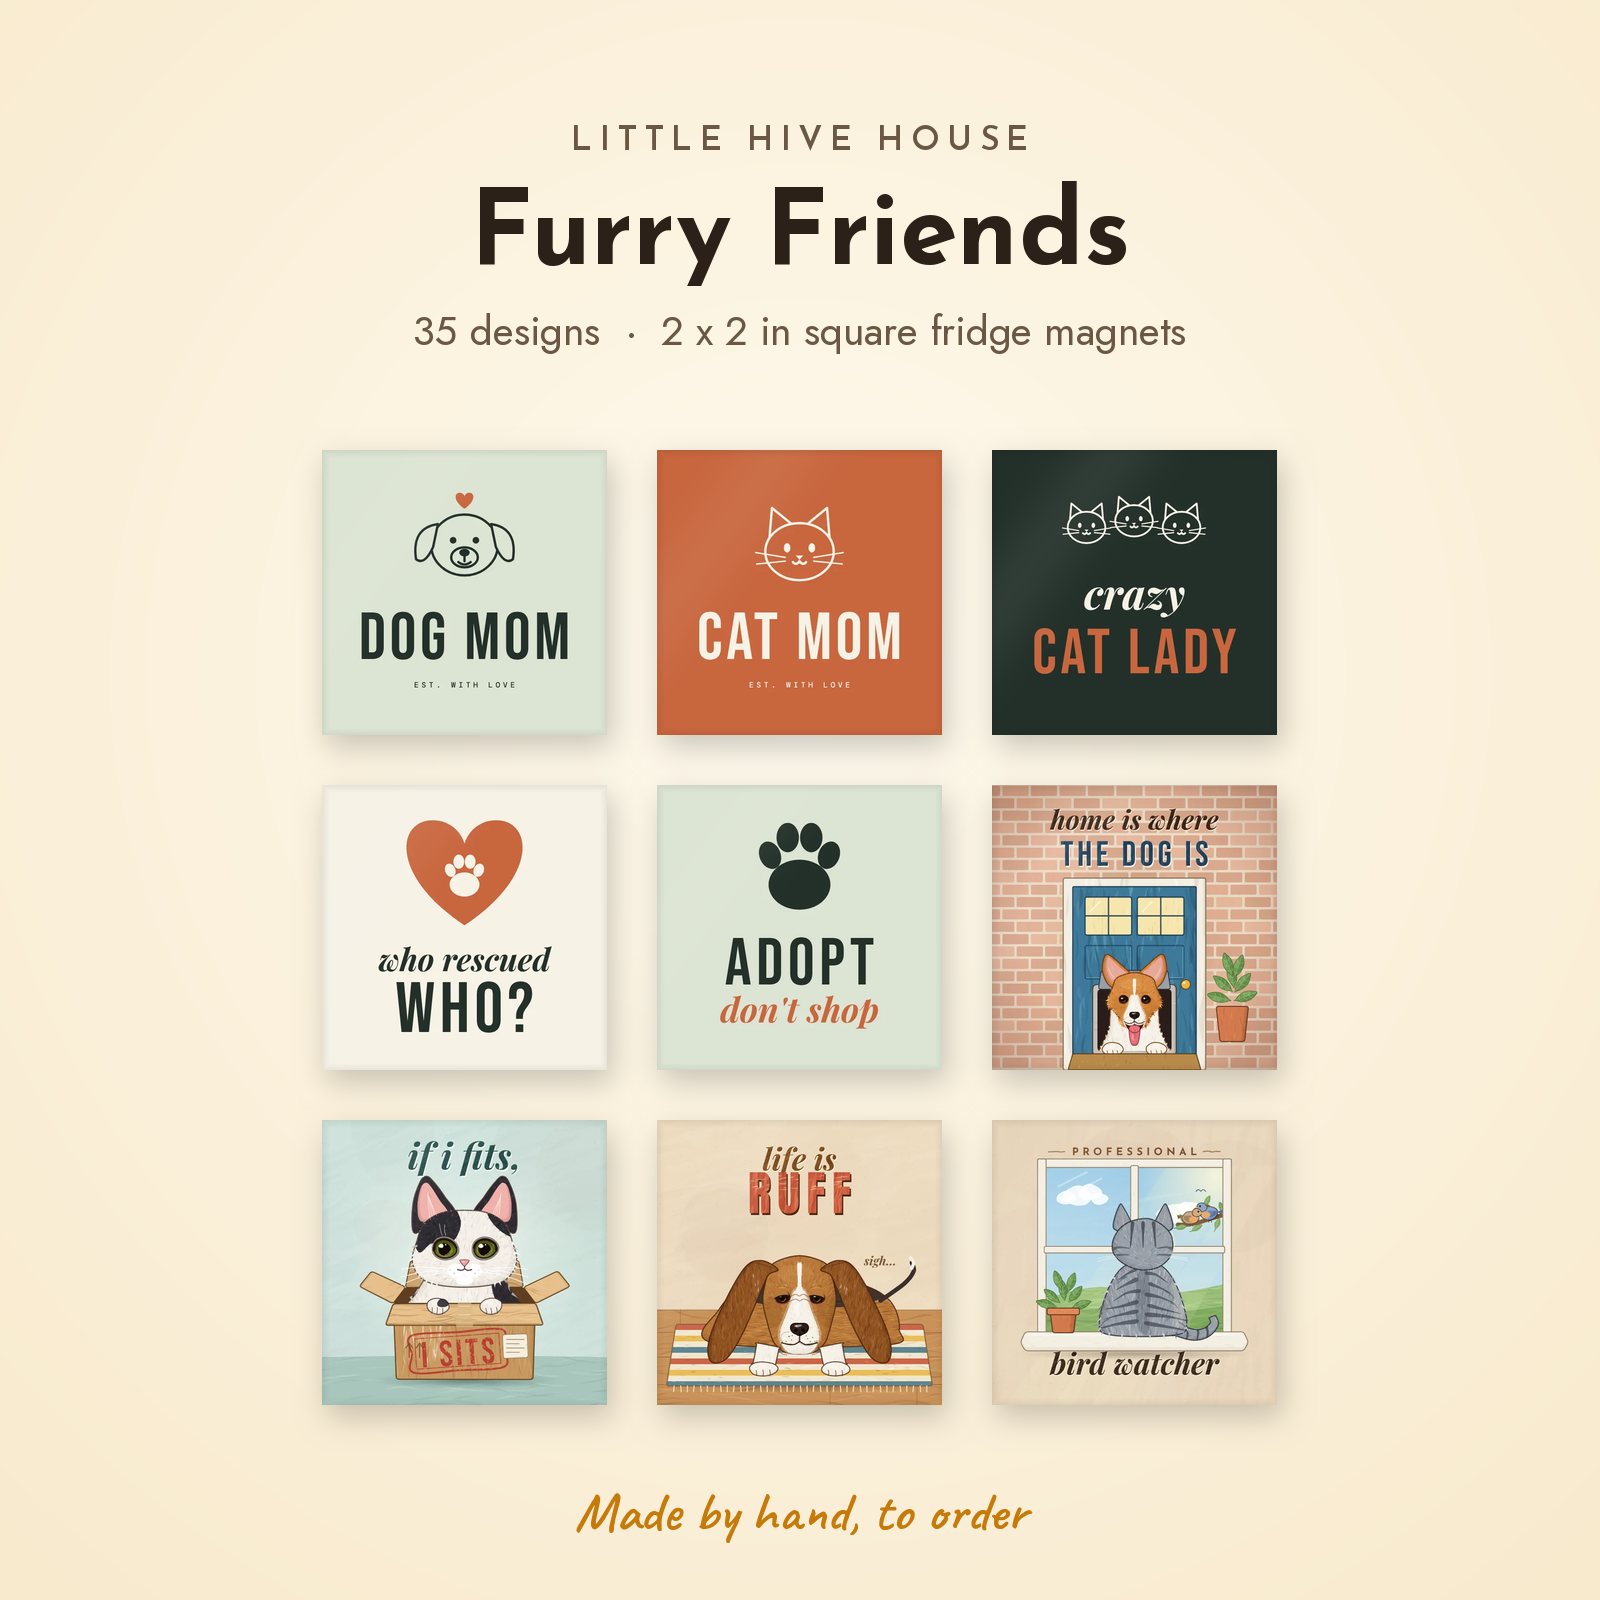 LITTLE HIVE HOUSE
Furry Friends
35 designs · 2 x 2 in square fridge magnets
DOG MOM
EST. WITH LOVE
CAT MOM
EST. WITH LOVE
crazy
CAT LADY
who rescued
WHO?
ADOPT
don't shop
home is where
THE DOG IS
if i fits,
I SITS
life is
RUFF
sigh...
PROFESSIONAL
bird watcher
Made by hand, to order